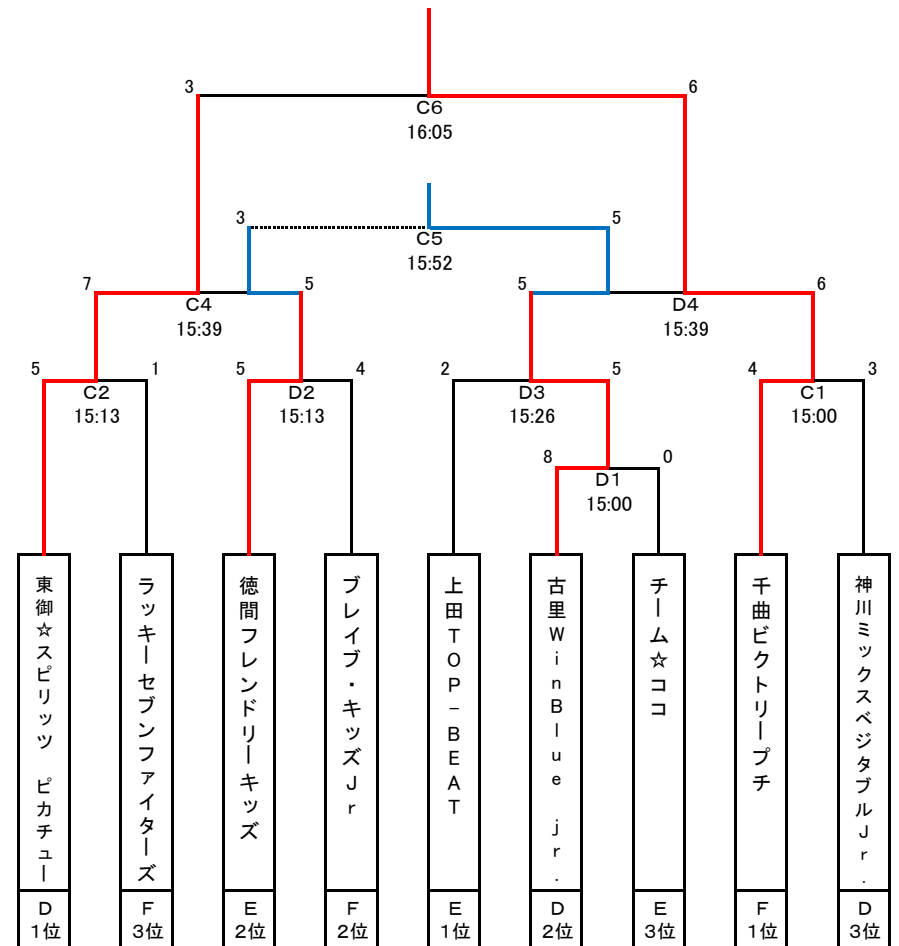 3
6
C6
16:05
3
5
C5
15:52
7
5
5
6
C4
D4
15:39
15:39
5
1
5
4
2
5
4
3
C2
D2
D3
C1
15:13
15:13
15:26
15:00
8
0
D1
15:00
東御☆スピリッツ ピカチュー
ラッキーセブンファイターズ
徳間フレンドリーキッズ
ブレイブ・キッズJr
上田TOP-BEAT
古里WinBlue jr.
チーム☆ココ
千曲ビクトリープチ
神川ミックスベジタブルJr.
D
1位
F
3位
E
2位
F
2位
E
1位
D
2位
E
3位
F
1位
D
3位